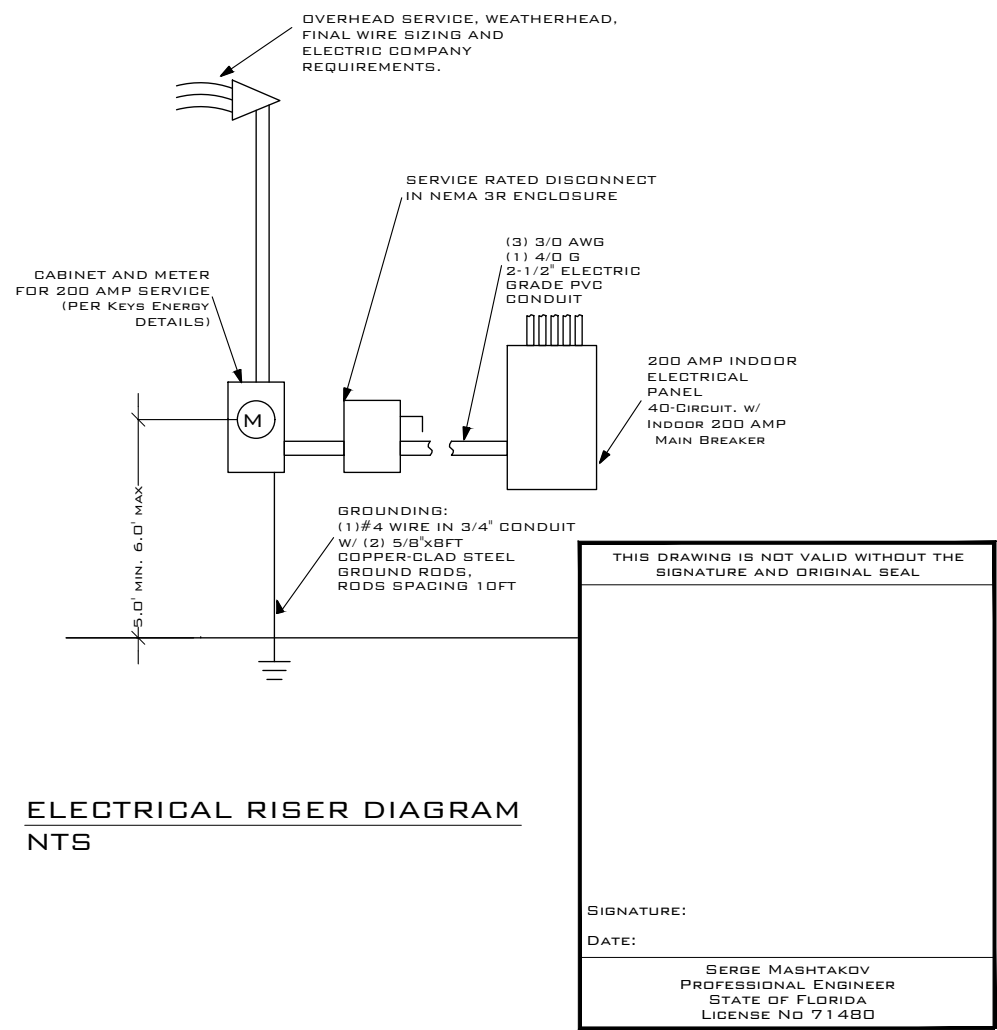 OVERHEAD SERVICE, WEATHERHEAD,
FINAL WIRE SIZING AND
ELECTRIC COMPANY
REQUIREMENTS.
SERVICE RATED DISCONNECT
IN NEMA 3R ENCLOSURE
(3) 3/0 AWG
(1) 4/0 G
2-1/2" ELECTRIC
GRADE PVC
CONDUIT
CABINET AND METER
FOR 200 AMP SERVICE
(PER KEYS ENERGY
DETAILS)
200 AMP INDOOR
ELECTRICAL
PANEL
40-CIRCUIT. W/
INDOOR 200 AMP
MAIN BREAKER
M
5.0' MIN. 6.0' MAX
GROUNDING:
(1)#4 WIRE IN 3/4" CONDUIT
W/ (2) 5/8"X8FT
COPPER-CLAD STEEL
GROUND RODS,
RODS SPACING 10FT
THIS DRAWING IS NOT VALID WITHOUT THE
SIGNATURE AND ORIGINAL SEAL
ELECTRICAL RISER DIAGRAM
NTS
SIGNATURE:
DATE:
SERGE MASHTAKOV
PROFESSIONAL ENGINEER
STATE OF FLORIDA
LICENSE NO 71480